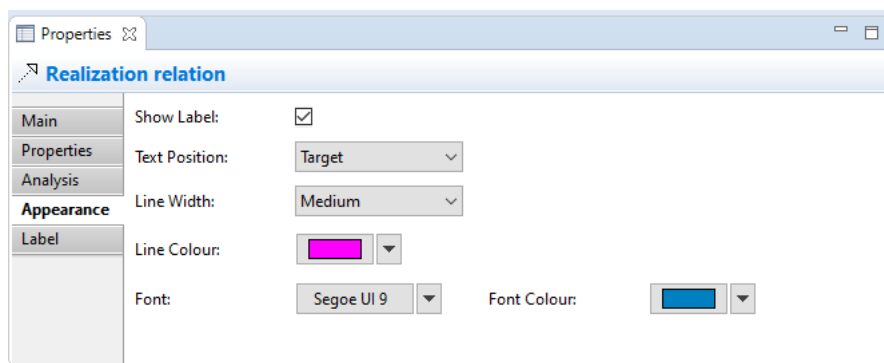 Properties
Realization relation
Main
Properties
Analysis
Appearance
Label
Show Label:
Text Position: Target
Line Width: Medium
Line Colour:
Font: Segoe UI 9 Font Colour: